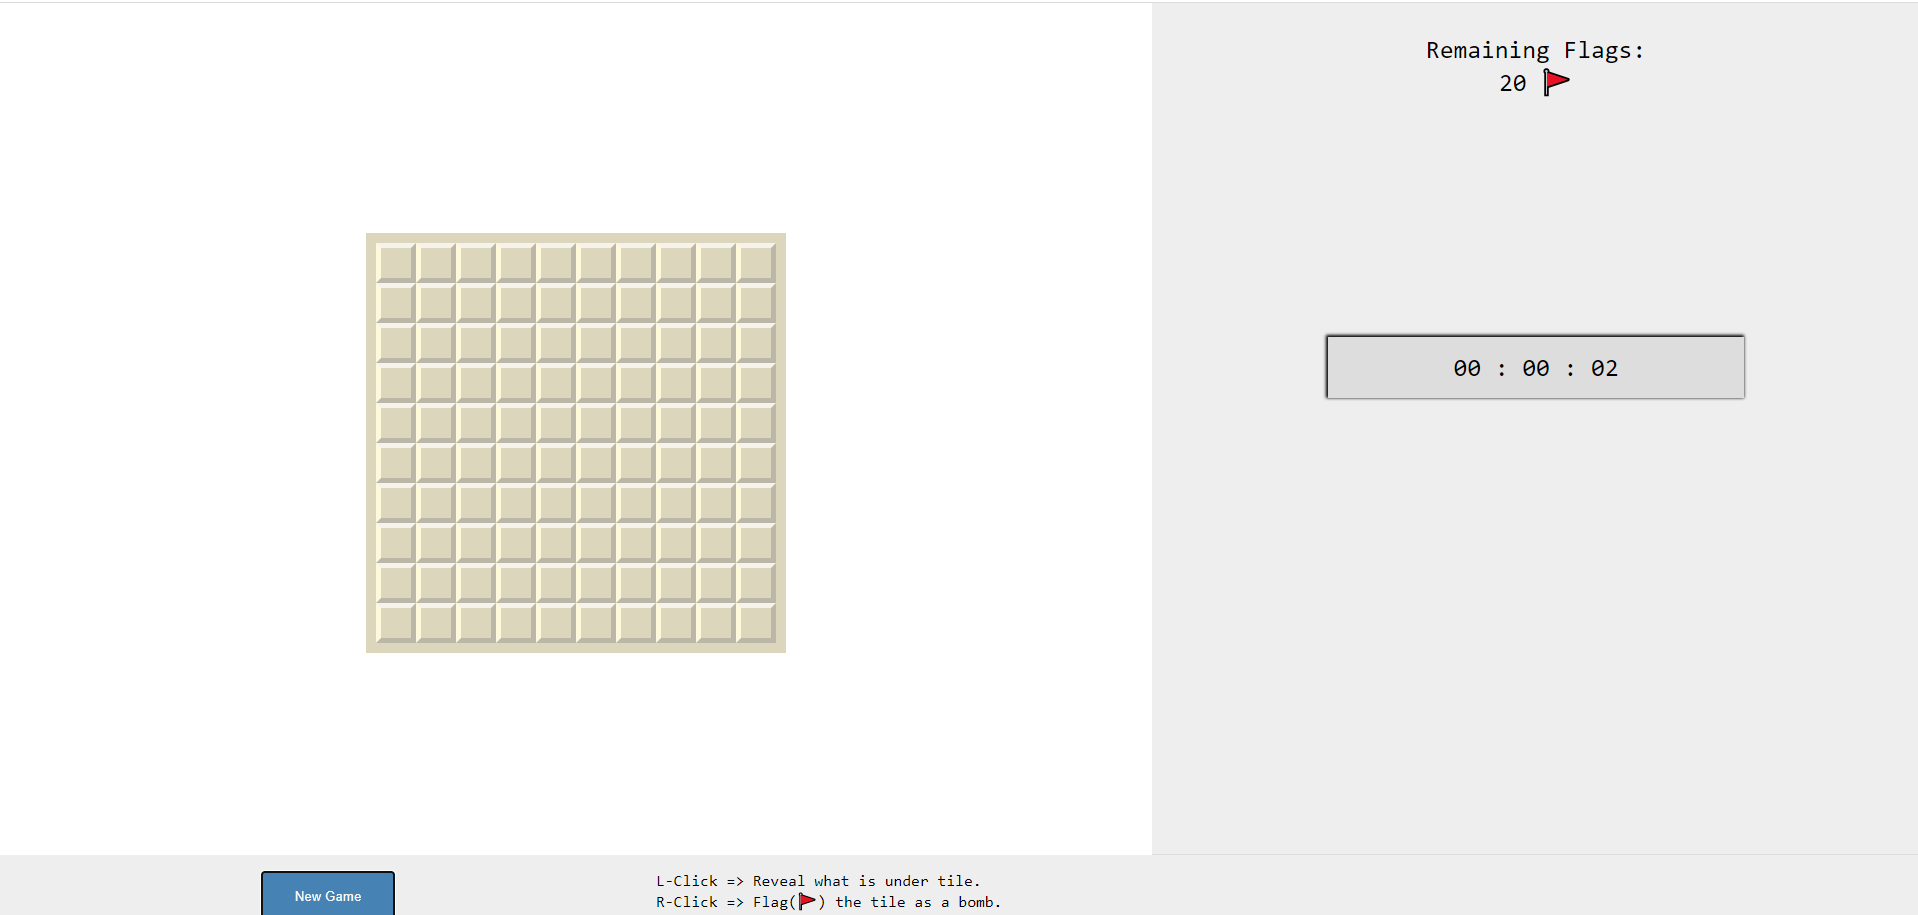 Remaining Flags:
20
00 : 00 : 02
New Game
L-Click => Reveal what is under tile.
R-Click => Flag(🚩) the tile as a bomb.